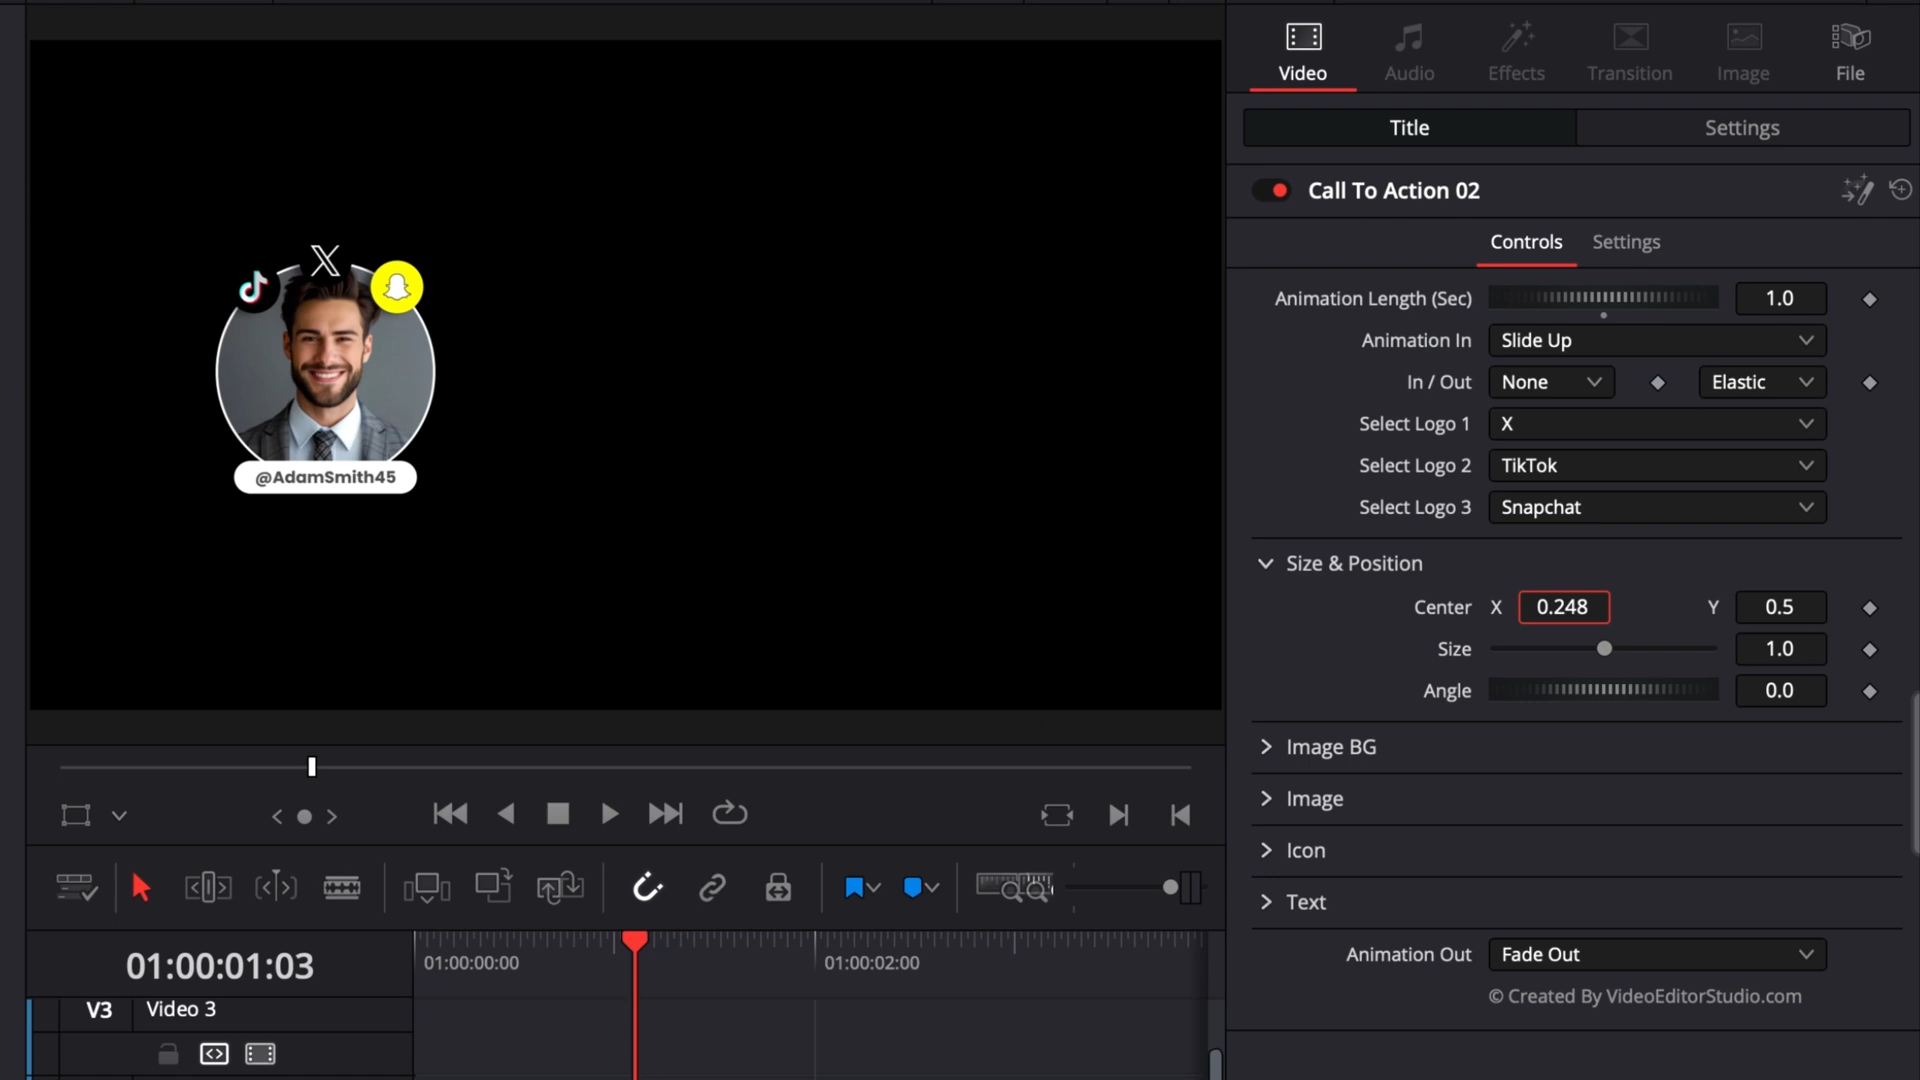 Video
Audio
Effects
Transition
Image
File
Title
Settings
Call To Action 02
Controls
Settings
Animation Length (Sec)
1.0
Animation In
Slide Up
In / Out
None
Elastic
Select Logo 1
X
Select Logo 2
TikTok
Select Logo 3
Snapchat
Size & Position
Center
X
0.248
Y
0.5
Size
1.0
Angle
0.0
Image BG
Image
Icon
Text
Animation Out
Fade Out
© Created By VideoEditorStudio.com
@AdamSmith45
01:00:01:03
01:00:00:00
01:00:02:00
V3
Video 3